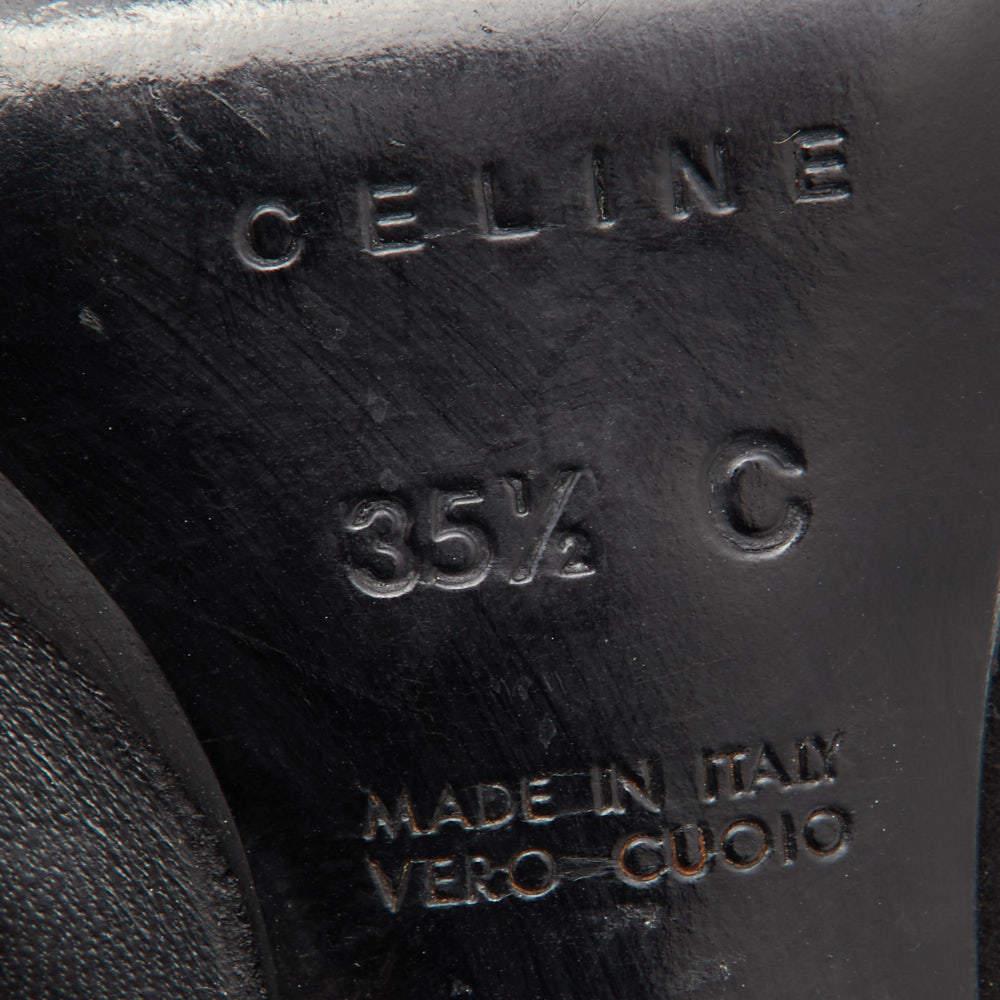 CELINE
35½ C
MADE IN ITALY
VERO CUOIO